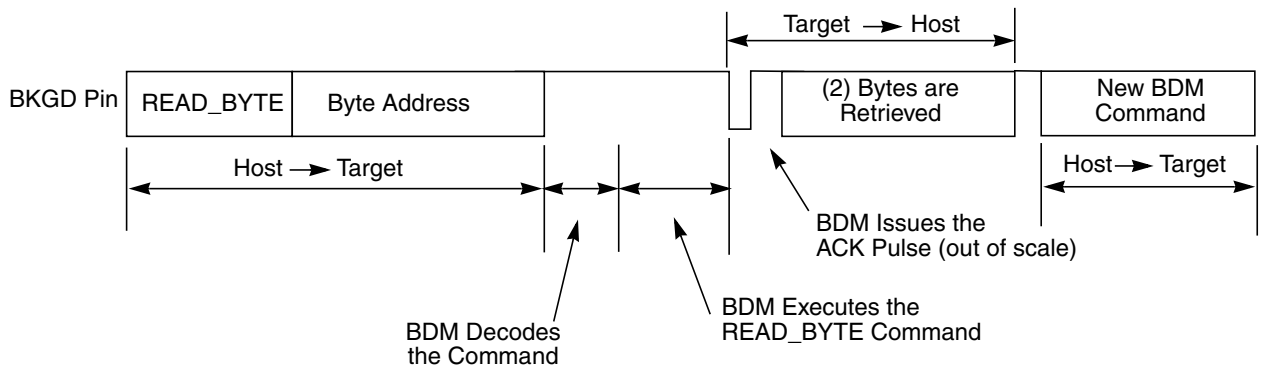 Target → Host
BKGD Pin
READ_BYTE
Byte Address
(2) Bytes are
Retrieved
New BDM
Command
Host → Target
Host → Target
BDM Issues the
ACK Pulse (out of scale)
BDM Decodes
the Command
BDM Executes the
READ_BYTE Command